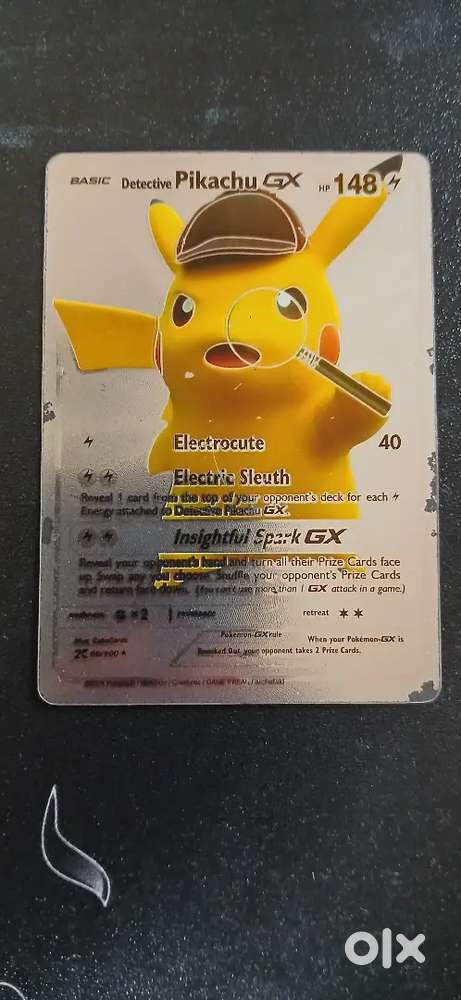 BASIC Detective Pikachu GX HP 148
Electrocute 40
Electric Sleuth
Reveal 1 card from the top of your opponent's deck for each
Energy attached to Detective Pikachu GX.
Insightful Spark GX
Reveal your opponent's hand and turn all their Prize Cards face
up. Swap any you choose. Shuffle your opponent's Prize Cards
and return face down. (You can't use more than 1 GX attack in a game.)
weakness ×2 resistance retreat
Pokémon-GX rule When your Pokémon-GX is
Knocked Out, your opponent takes 2 Prize Cards.
olx